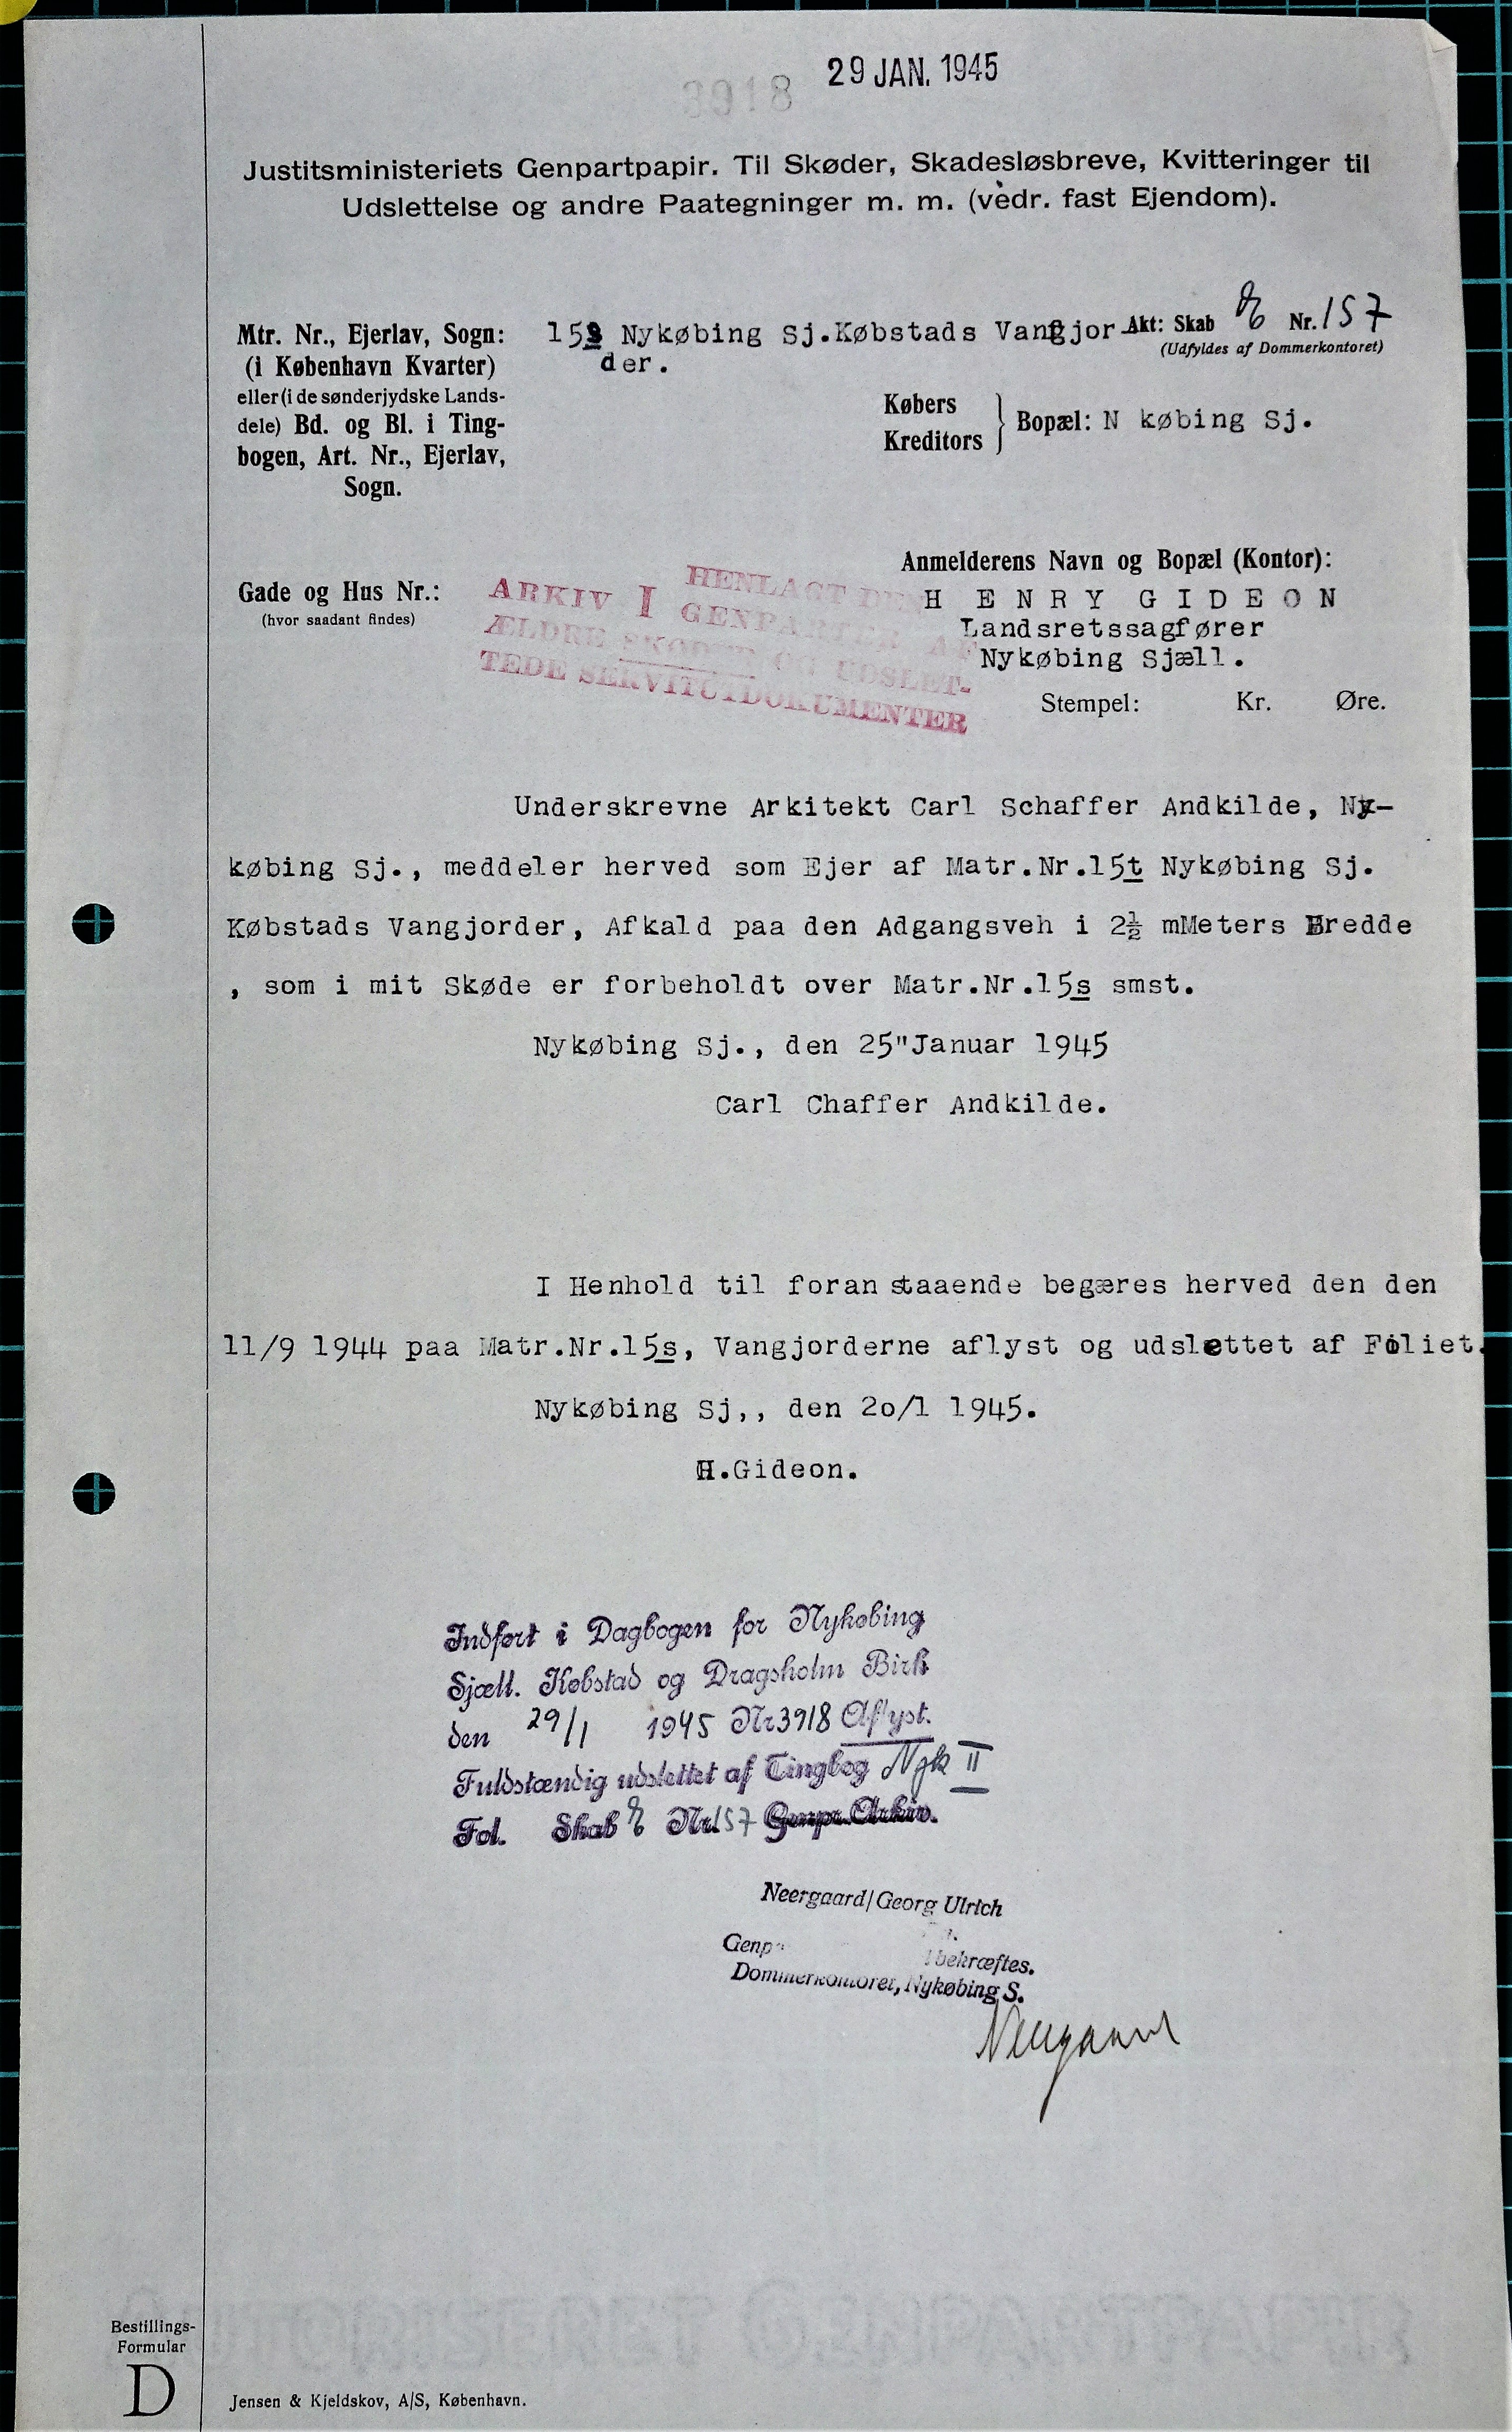 3918 29 JAN. 1945
Justitsministeriets Genpartpapir. Til Skøder, Skadesløsbreve, Kvitteringer til
Udslettelse og andre Paategninger m. m. (vedr. fast Ejendom).
Mtr. Nr., Ejerlav, Sogn:
(i København Kvarter)
eller (i de sønderjydske Lands-
dele) Bd. og Bl. i Ting-
bogen, Art. Nr., Ejerlav,
Sogn.
15s Nykøbing Sj.Købstads Vangjor-
der.
Akt: Skab Nr. 157
(Udfyldes af Dommerkontoret)
Købers
Kreditors
Bopæl: N købing Sj.
Gade og Hus Nr.:
(hvor saadant findes)
ARKIV I
HENLAGT DES
GENPARTER AF
ÆLDRE SKØDER OG UDSLET-
TEDE SERVITUTDOKUMENTER
Anmelderens Navn og Bopæl (Kontor):
H E N R Y G I D E O N
Landsretssagfører
Nykøbing Sjæll.
Stempel: Kr. Øre.
Underskrevne Arkitekt Carl Schaffer Andkilde, Ny-
købing Sj., meddeler herved som Ejer af Matr.Nr.15t Nykøbing Sj.
Købstads Vangjorder, Afkald paa den Adgangsveh i 2½ mMeters Bredde
, som i mit Skøde er forbeholdt over Matr.Nr.15s smst.
Nykøbing Sj., den 25"Januar 1945
Carl Chaffer Andkilde.
I Henhold til foranstaaende begæres herved den den
11/9 1944 paa Matr.Nr.15s, Vangjorderne aflyst og udslettet af Foliet.
Nykøbing Sj,, den 2o/1 1945.
H.Gideon.
Indført i Dagbogen for Nykøbing
Sjæll. Købstad og Dragsholm Birk
den 29/1 1945 Nr 3918 Aflyst.
Fuldstændig udslettet af Tingbog Nyk II
Fol. Skab Nr. 157 Genpr. Arkiv.
Neergaard/Georg Ulrich
Genp bekræftes.
Dommerkontoret, Nykøbing S.
Neergaard
Bestillings-
Formular
D
Jensen & Kjeldskov, A/S, København.